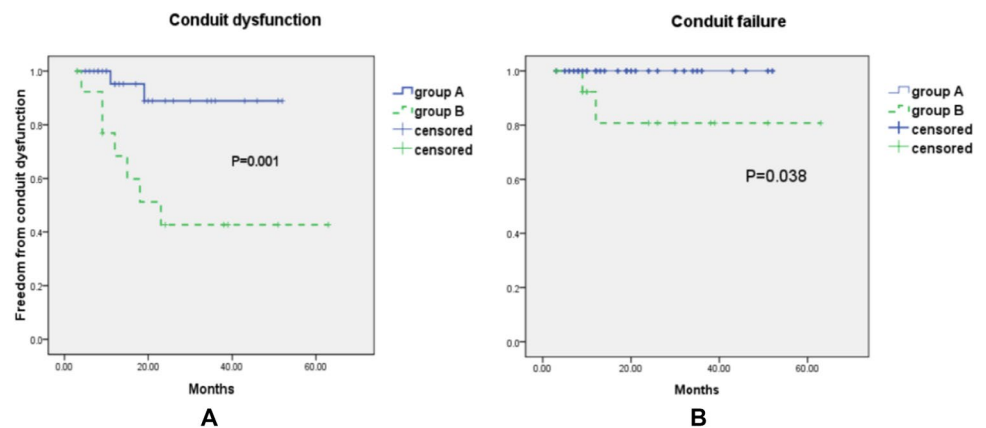 Conduit dysfunction
Freedom from conduit dysfunction
1.0
0.8
0.6
0.4
0.2
0.0
P=0.001
0.00 20.00 40.00 60.00
Months
group A
group B
censored
censored
A
Conduit failure
1.0
0.8
0.6
0.4
0.2
0.0
P=0.038
0.00 20.00 40.00 60.00
Months
group A
group B
censored
censored
B